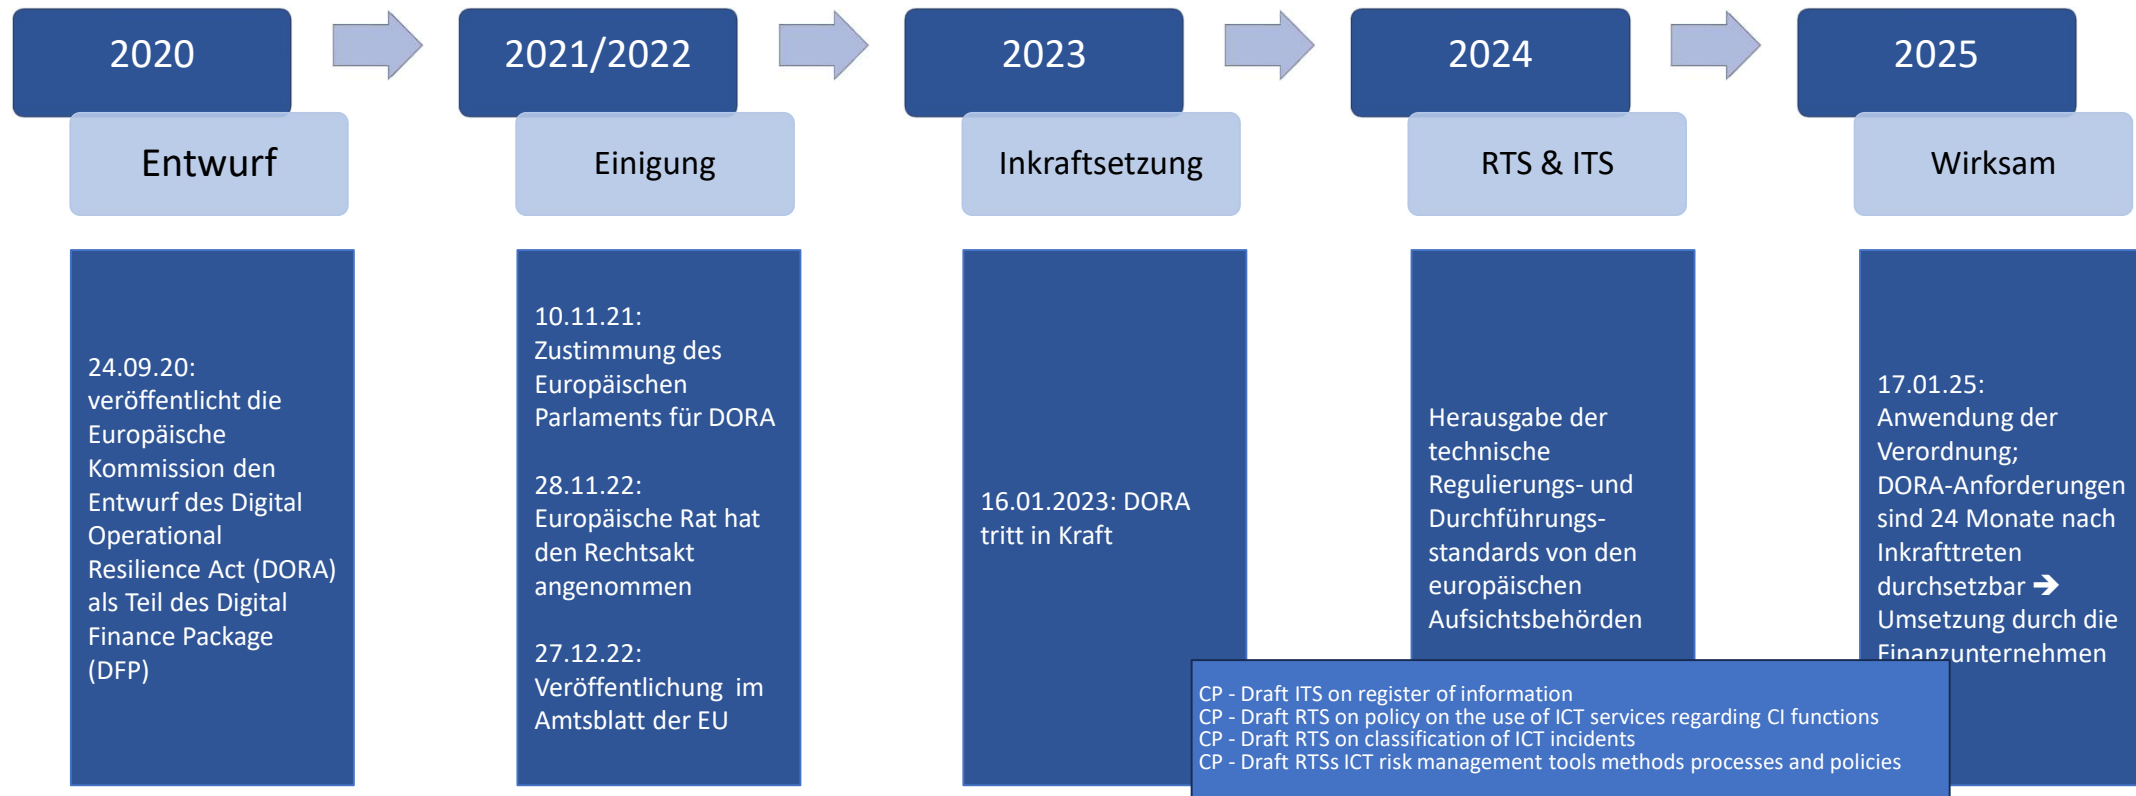 2020
Entwurf
24.09.20:
veröffentlicht die
Europäische
Kommission den
Entwurf des Digital
Operational
Resilience Act (DORA)
als Teil des Digital
Finance Package
(DFP)
2021/2022
Einigung
10.11.21:
Zustimmung des
Europäischen
Parlaments für DORA
28.11.22:
Europäische Rat hat
den Rechtsakt
angenommen
27.12.22:
Veröffentlichung im
Amtsblatt der EU
2023
Inkraftsetzung
16.01.2023: DORA
tritt in Kraft
2024
RTS & ITS
Herausgabe der
technische
Regulierungs- und
Durchführungs-
standards von den
europäischen
Aufsichtsbehörden
2025
Wirksam
17.01.25:
Anwendung der
Verordnung;
DORA-Anforderungen
sind 24 Monate nach
Inkrafttreten
durchsetzbar ➔
Umsetzung durch die
Finanzunternehmen
CP - Draft ITS on register of information
CP - Draft RTS on policy on the use of ICT services regarding CI functions
CP - Draft RTS on classification of ICT incidents
CP - Draft RTSs ICT risk management tools methods processes and policies